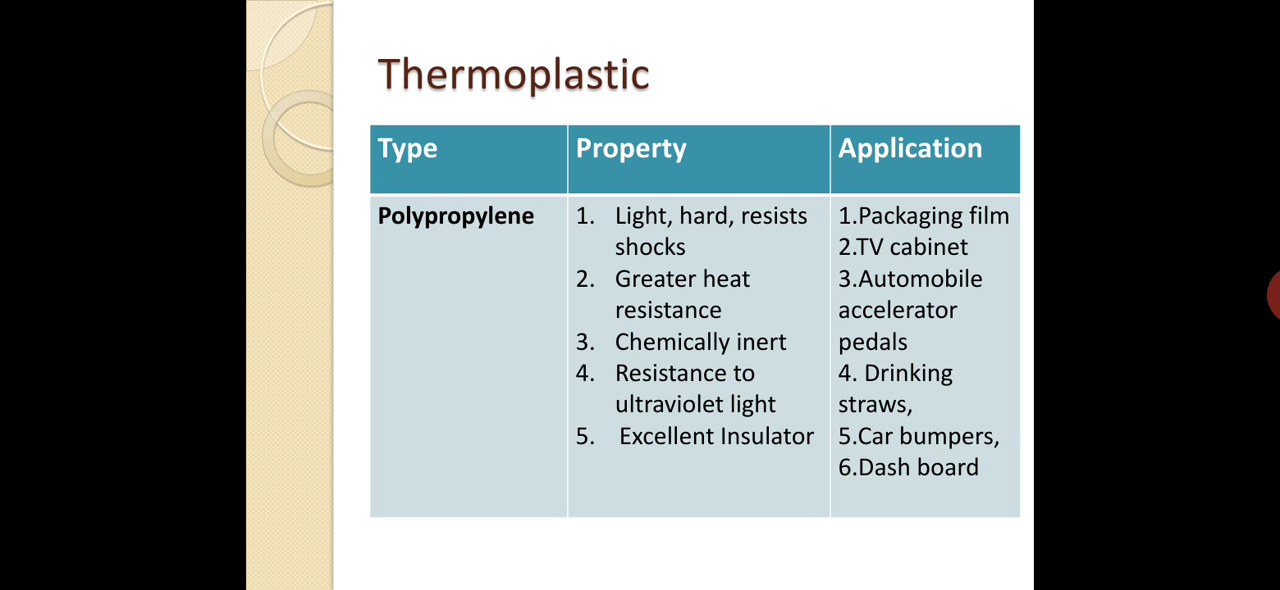 Thermoplastic
Type
Property
Application
Polypropylene
1. Light, hard, resists
shocks
2. Greater heat
resistance
3. Chemically inert
4. Resistance to
ultraviolet light
5. Excellent Insulator
1.Packaging film
2.TV cabinet
3.Automobile
accelerator
pedals
4. Drinking
straws,
5.Car bumpers,
6.Dash board